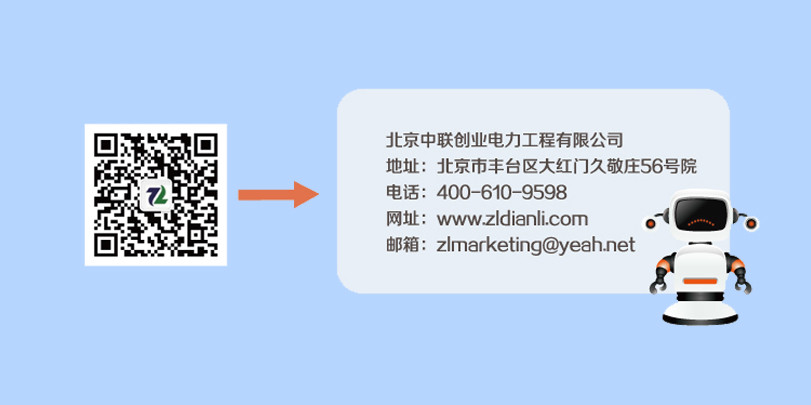 北京中联创业电力工程有限公司
地址：北京市丰台区大红门久敬庄56号院
电话：400-610-9598
网址：www.zldianli.com
邮箱：zlmarketing@yeah.net